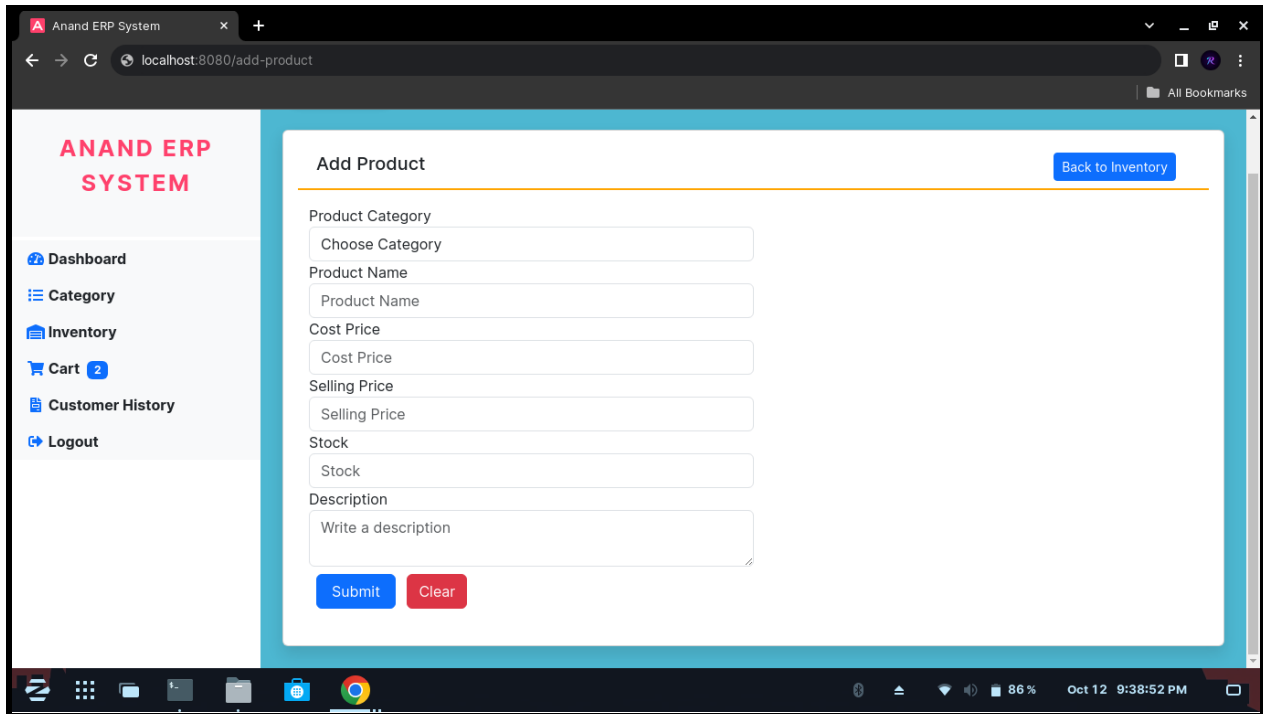 A Anand ERP System
localhost:8080/add-product
All Bookmarks
ANAND ERP
SYSTEM
Dashboard
Category
Inventory
Cart 2
Customer History
Logout
Add Product
Back to Inventory
Product Category
Choose Category
Product Name
Product Name
Cost Price
Cost Price
Selling Price
Selling Price
Stock
Stock
Description
Write a description
Submit Clear
86 % Oct 12 9:38:52 PM